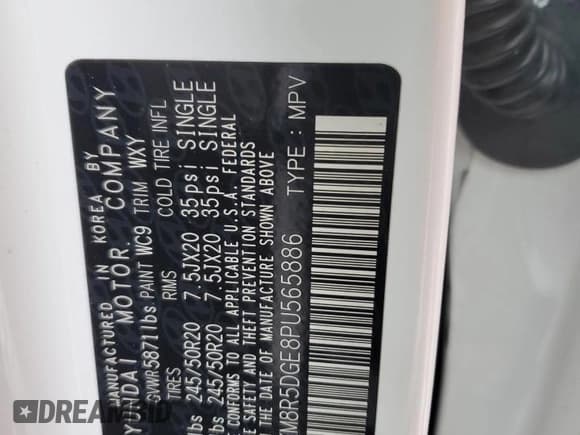 MANUFACTURED IN KOREA BY
YUNDAI MOTOR COMPANY
GVWR5871lbs PAINT WC9 TRIM WXY
TIRES RIMS COLD TIRE INFL
lbs 245/50R20 7.5JX20 35psi SINGLE
lbs 245/50R20 7.5JX20 35psi SINGLE
TO ALL APPLICABLE U.S.A. FEDERAL
SAFETY AND THEFT PREVENTION STANDARDS
THE DATE OF MANUFACTURE SHOWN ABOVE
M8R5DGE8PU565886 TYPE : MPV
DREAMBID